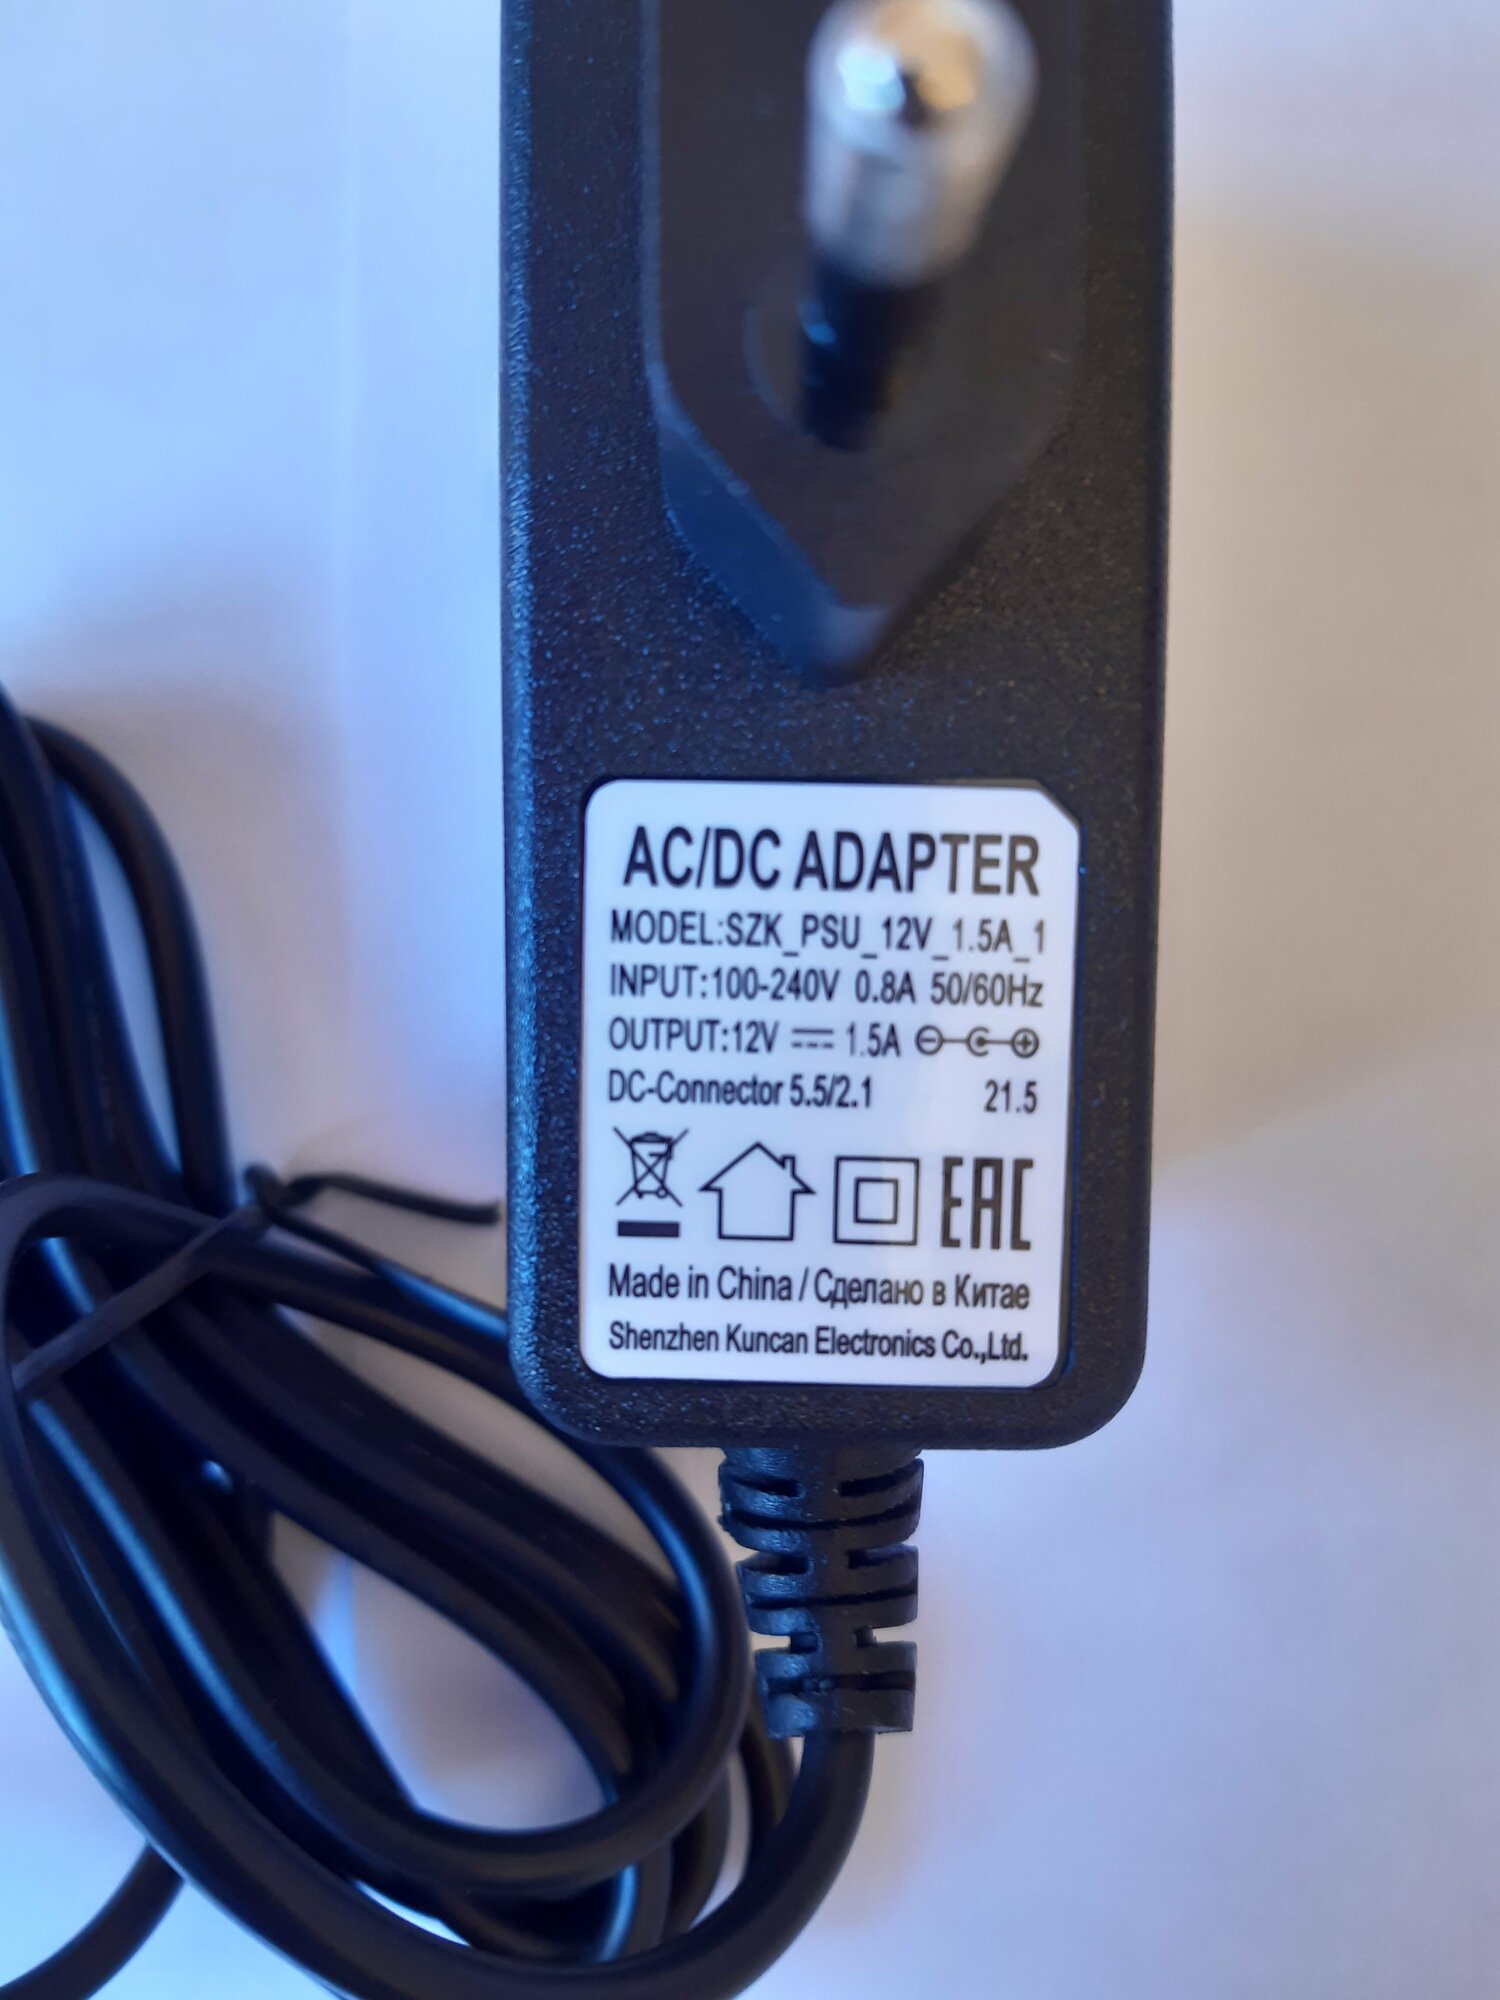 AC/DC ADAPTER
MODEL:SZK_PSU_12V_1.5A_1
INPUT:100-240V 0.8A 50/60Hz
OUTPUT:12V ⎓ 1.5A
DC-Connector 5.5/2.1 21.5
EAC
Made in China / Сделано в Китае
Shenzhen Kuncan Electronics Co.,Ltd.